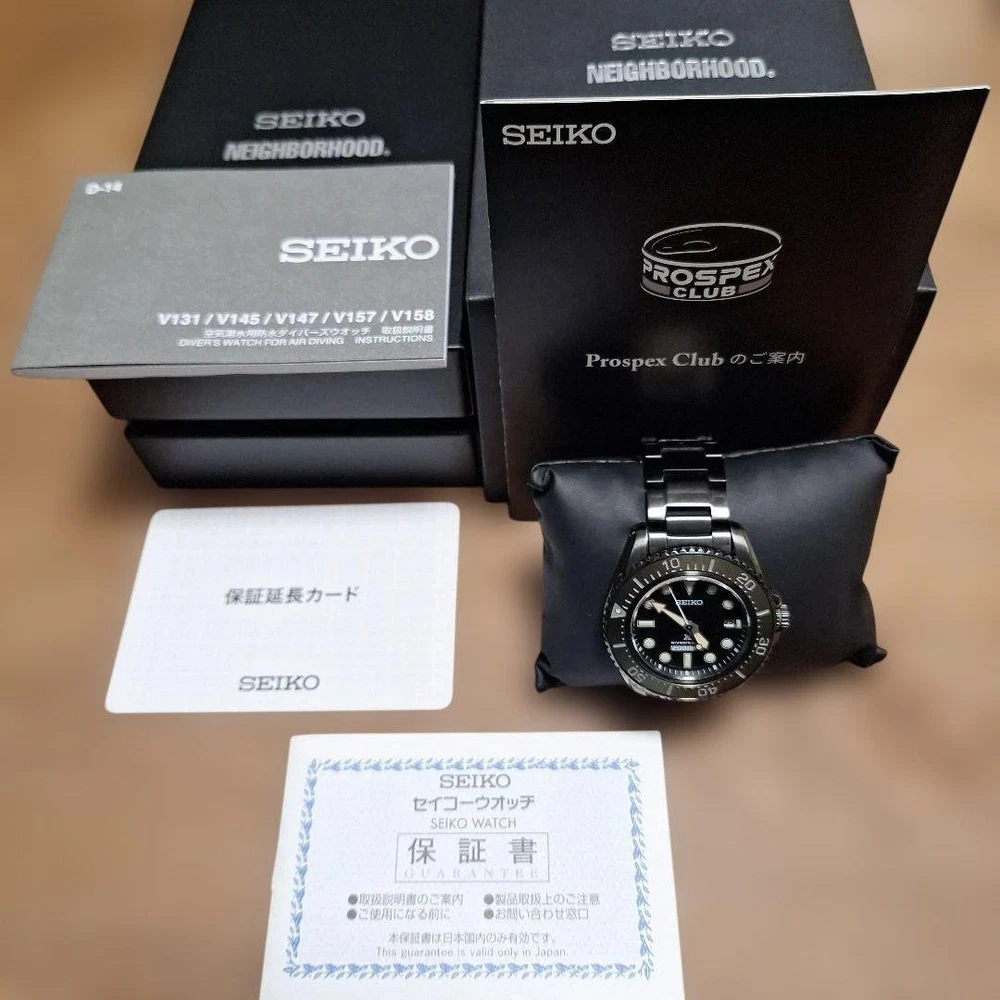 SEIKO
NEIGHBORHOOD.
SEIKO
NEIGHBORHOOD.
SEIKO
PROSPEX
CLUB
Prospex Club のご案内
D-14
SEIKO
V131 / V145 / V147 / V157 / V158
空気潜水用防水ダイバーズウオッチ 取扱説明書
DIVER'S WATCH FOR AIR DIVING INSTRUCTIONS
保証延長カード
SEIKO
10
20
30
40
50
SEIKO
SEIKO
セイコーウオッチ
SEIKO WATCH
保証書
GUARANTEE
●取扱説明書のご案内 ●製品取扱上のご注意
●ご使用になる前に ●お問い合わせ窓口
本保証書は日本国内のみ有効です。
This guarantee is valid only in Japan.